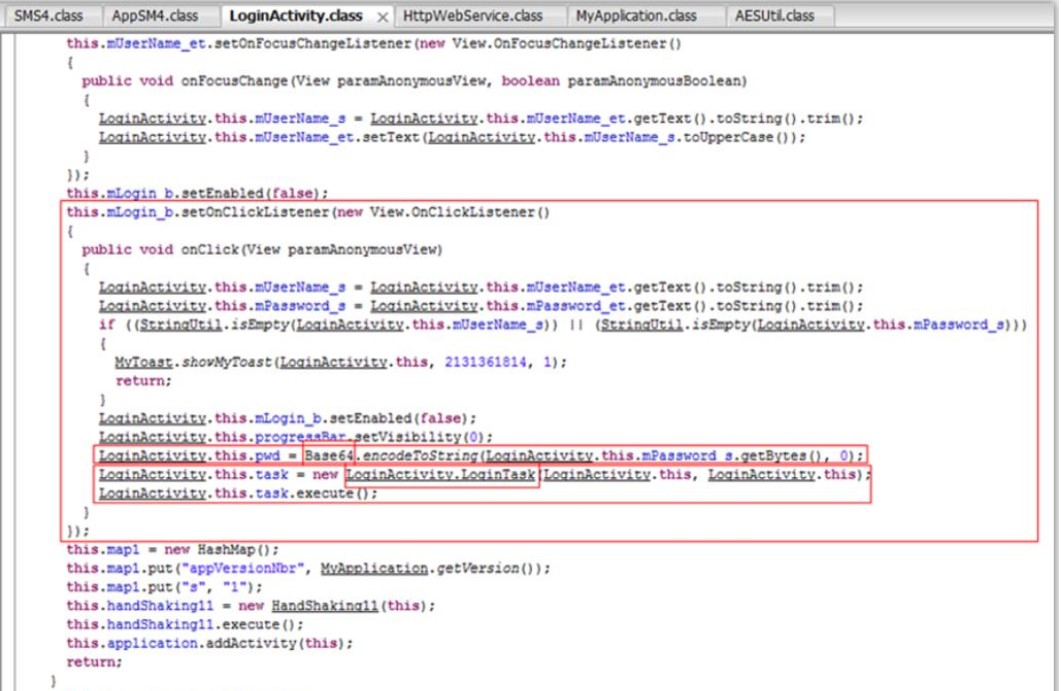 SMS4.class AppSM4.class LoginActivity.class HttpWebService.class MyApplication.class AESUtil.class
this.mUserName_et.setOnFocusChangeListener(new View.OnFocusChangeListener()
{
public void onFocusChange(View paramAnonymousView, boolean paramAnonymousBoolean)
{
LoginActivity.this.mUserName_s = LoginActivity.this.mUserName_et.getText().toString().trim();
LoginActivity.this.mUserName_et.setText(LoginActivity.this.mUserName_s.toUpperCase());
}
});
this.mLogin_b.setEnabled(false);
this.mLogin_b.setOnClickListener(new View.OnClickListener()
{
public void onClick(View paramAnonymousView)
{
LoginActivity.this.mUserName_s = LoginActivity.this.mUserName_et.getText().toString().trim();
LoginActivity.this.mPassword_s = LoginActivity.this.mPassword_et.getText().toString().trim();
if ((StringUtil.isEmpty(LoginActivity.this.mUserName_s)) || (StringUtil.isEmpty(LoginActivity.this.mPassword_s)))
{
MyToast.showMyToast(LoginActivity.this, 2131361814, 1);
return;
}
LoginActivity.this.mLogin_b.setEnabled(false);
LoginActivity.this.progressBar.setVisibility(0);
LoginActivity.this.pwd = Base64.encodeToString(LoginActivity.this.mPassword_s.getBytes(), 0);
LoginActivity.this.task = new LoginActivity.LoginTask(LoginActivity.this, LoginActivity.this);
LoginActivity.this.task.execute();
}
});
this.map1 = new HashMap();
this.map1.put("appVersionNbr", MyApplication.getVersion());
this.map1.put("s", "1");
this.handShaking11 = new HandShaking11(this);
this.handShaking11.execute();
this.application.addActivity(this);
return;
}